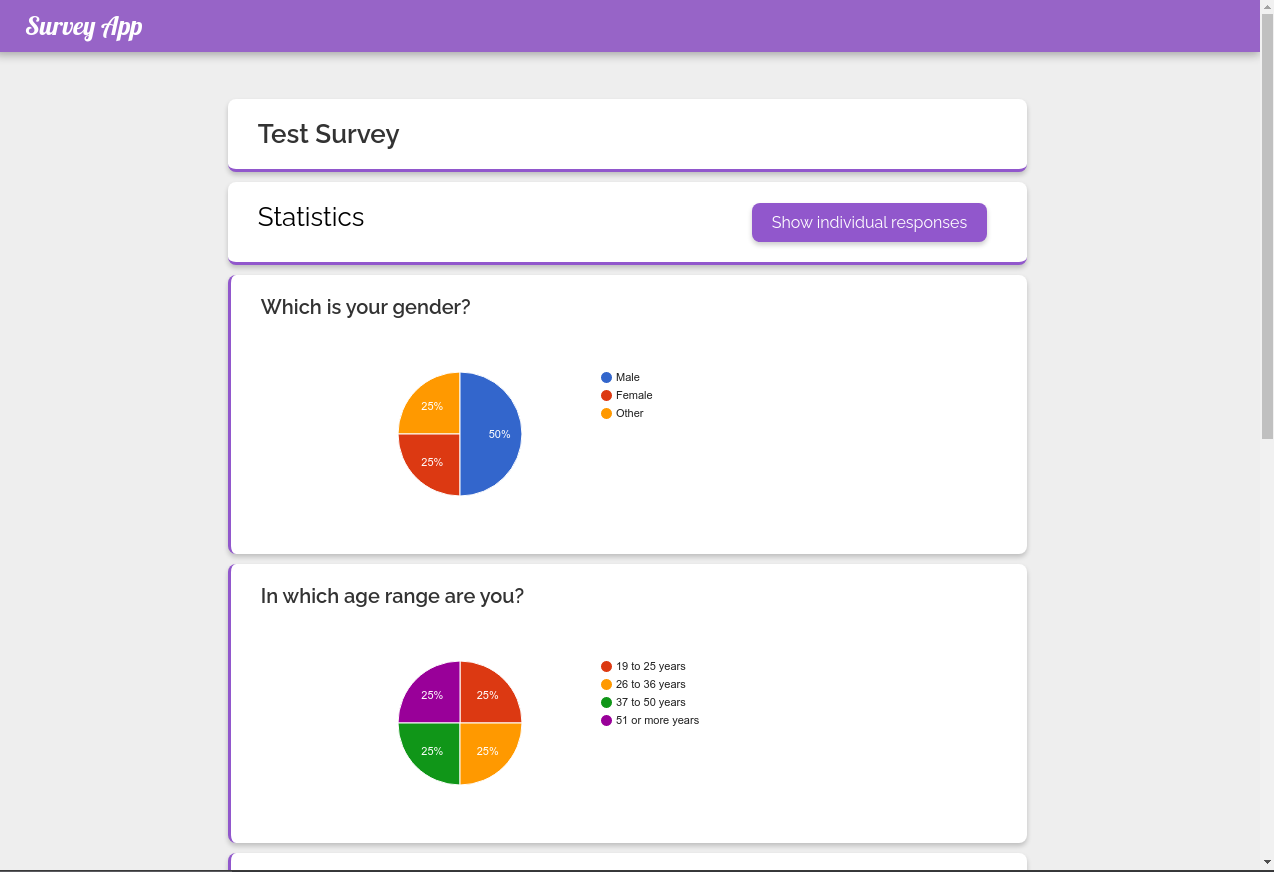 Survey App
Test Survey
Statistics
Show individual responses
Which is your gender?
25%
50%
25%
Male
Female
Other
In which age range are you?
25%
25%
25%
25%
19 to 25 years
26 to 36 years
37 to 50 years
51 or more years